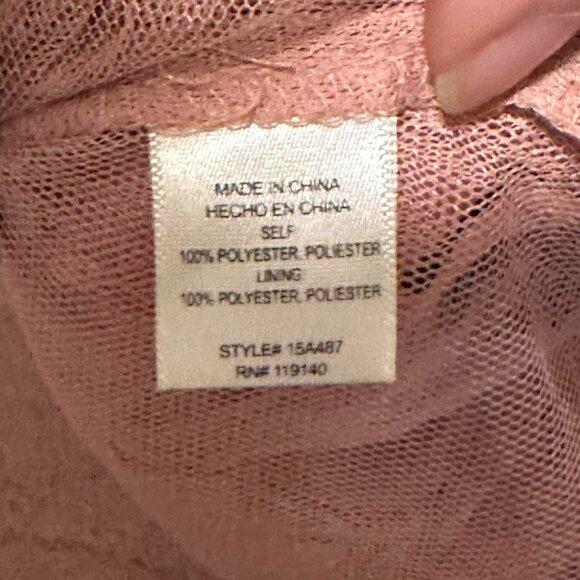 MADE IN CHINA
HECHO EN CHINA
SELF
100% POLYESTER, POLIESTER
LINING
100% POLYESTER, POLIESTER
STYLE# 15A487
RN# 119140